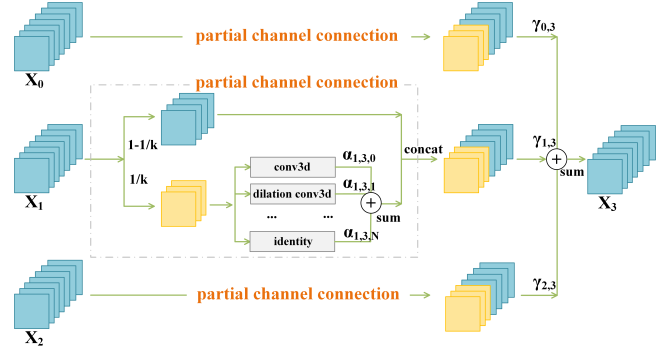 partial channel connection
γ0,3
X0
partial channel connection
1-1/k
1/k
conv3d
α1,3,0
dilation conv3d
α1,3,1
... ...
identity
α1,3,N
sum
concat
γ1,3
sum
X1
X3
partial channel connection
γ2,3
X2